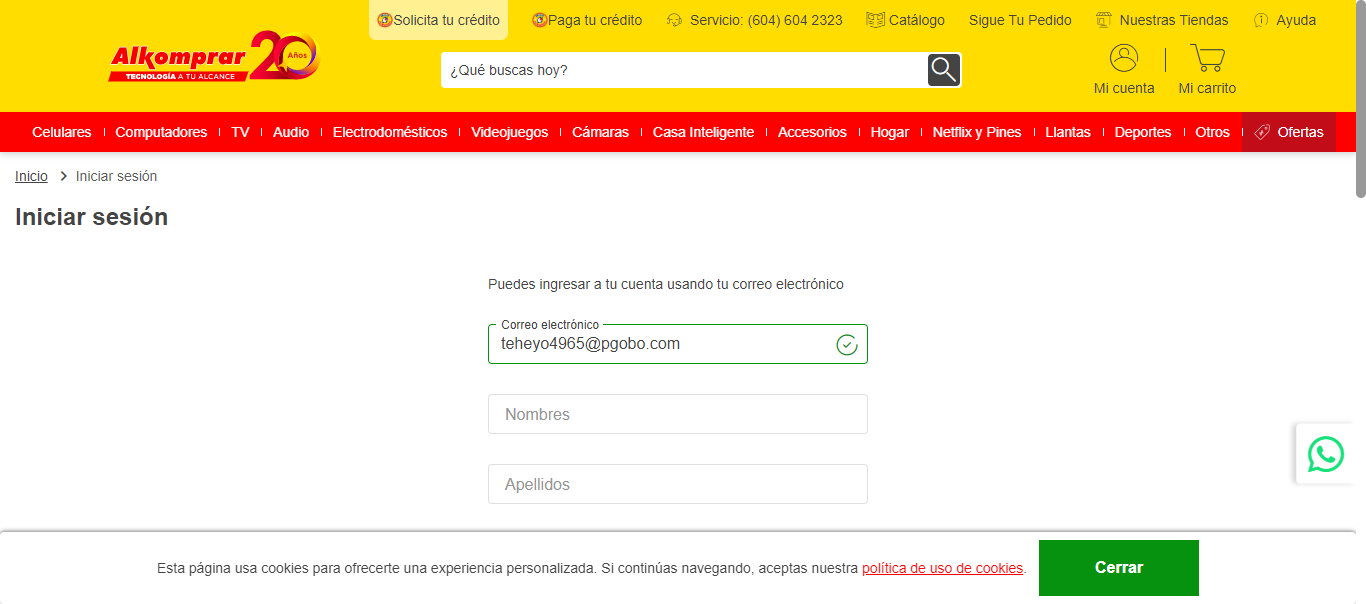 Solicita tu crédito
Paga tu crédito
Servicio: (604) 604 2323
Catálogo
Sigue Tu Pedido
Nuestras Tiendas
Ayuda
Alkomprar 20 Años
TECNOLOGÍA A TU ALCANCE
¿Qué buscas hoy?
Mi cuenta
Mi carrito
Celulares
Computadores
TV
Audio
Electrodomésticos
Videojuegos
Cámaras
Casa Inteligente
Accesorios
Hogar
Netflix y Pines
Llantas
Deportes
Otros
Ofertas
Inicio
Iniciar sesión
Iniciar sesión
Puedes ingresar a tu cuenta usando tu correo electrónico
Correo electrónico
teheyo4965@pgobo.com
Nombres
Apellidos
Esta página usa cookies para ofrecerte una experiencia personalizada. Si continúas navegando, aceptas nuestra política de uso de cookies.
Cerrar